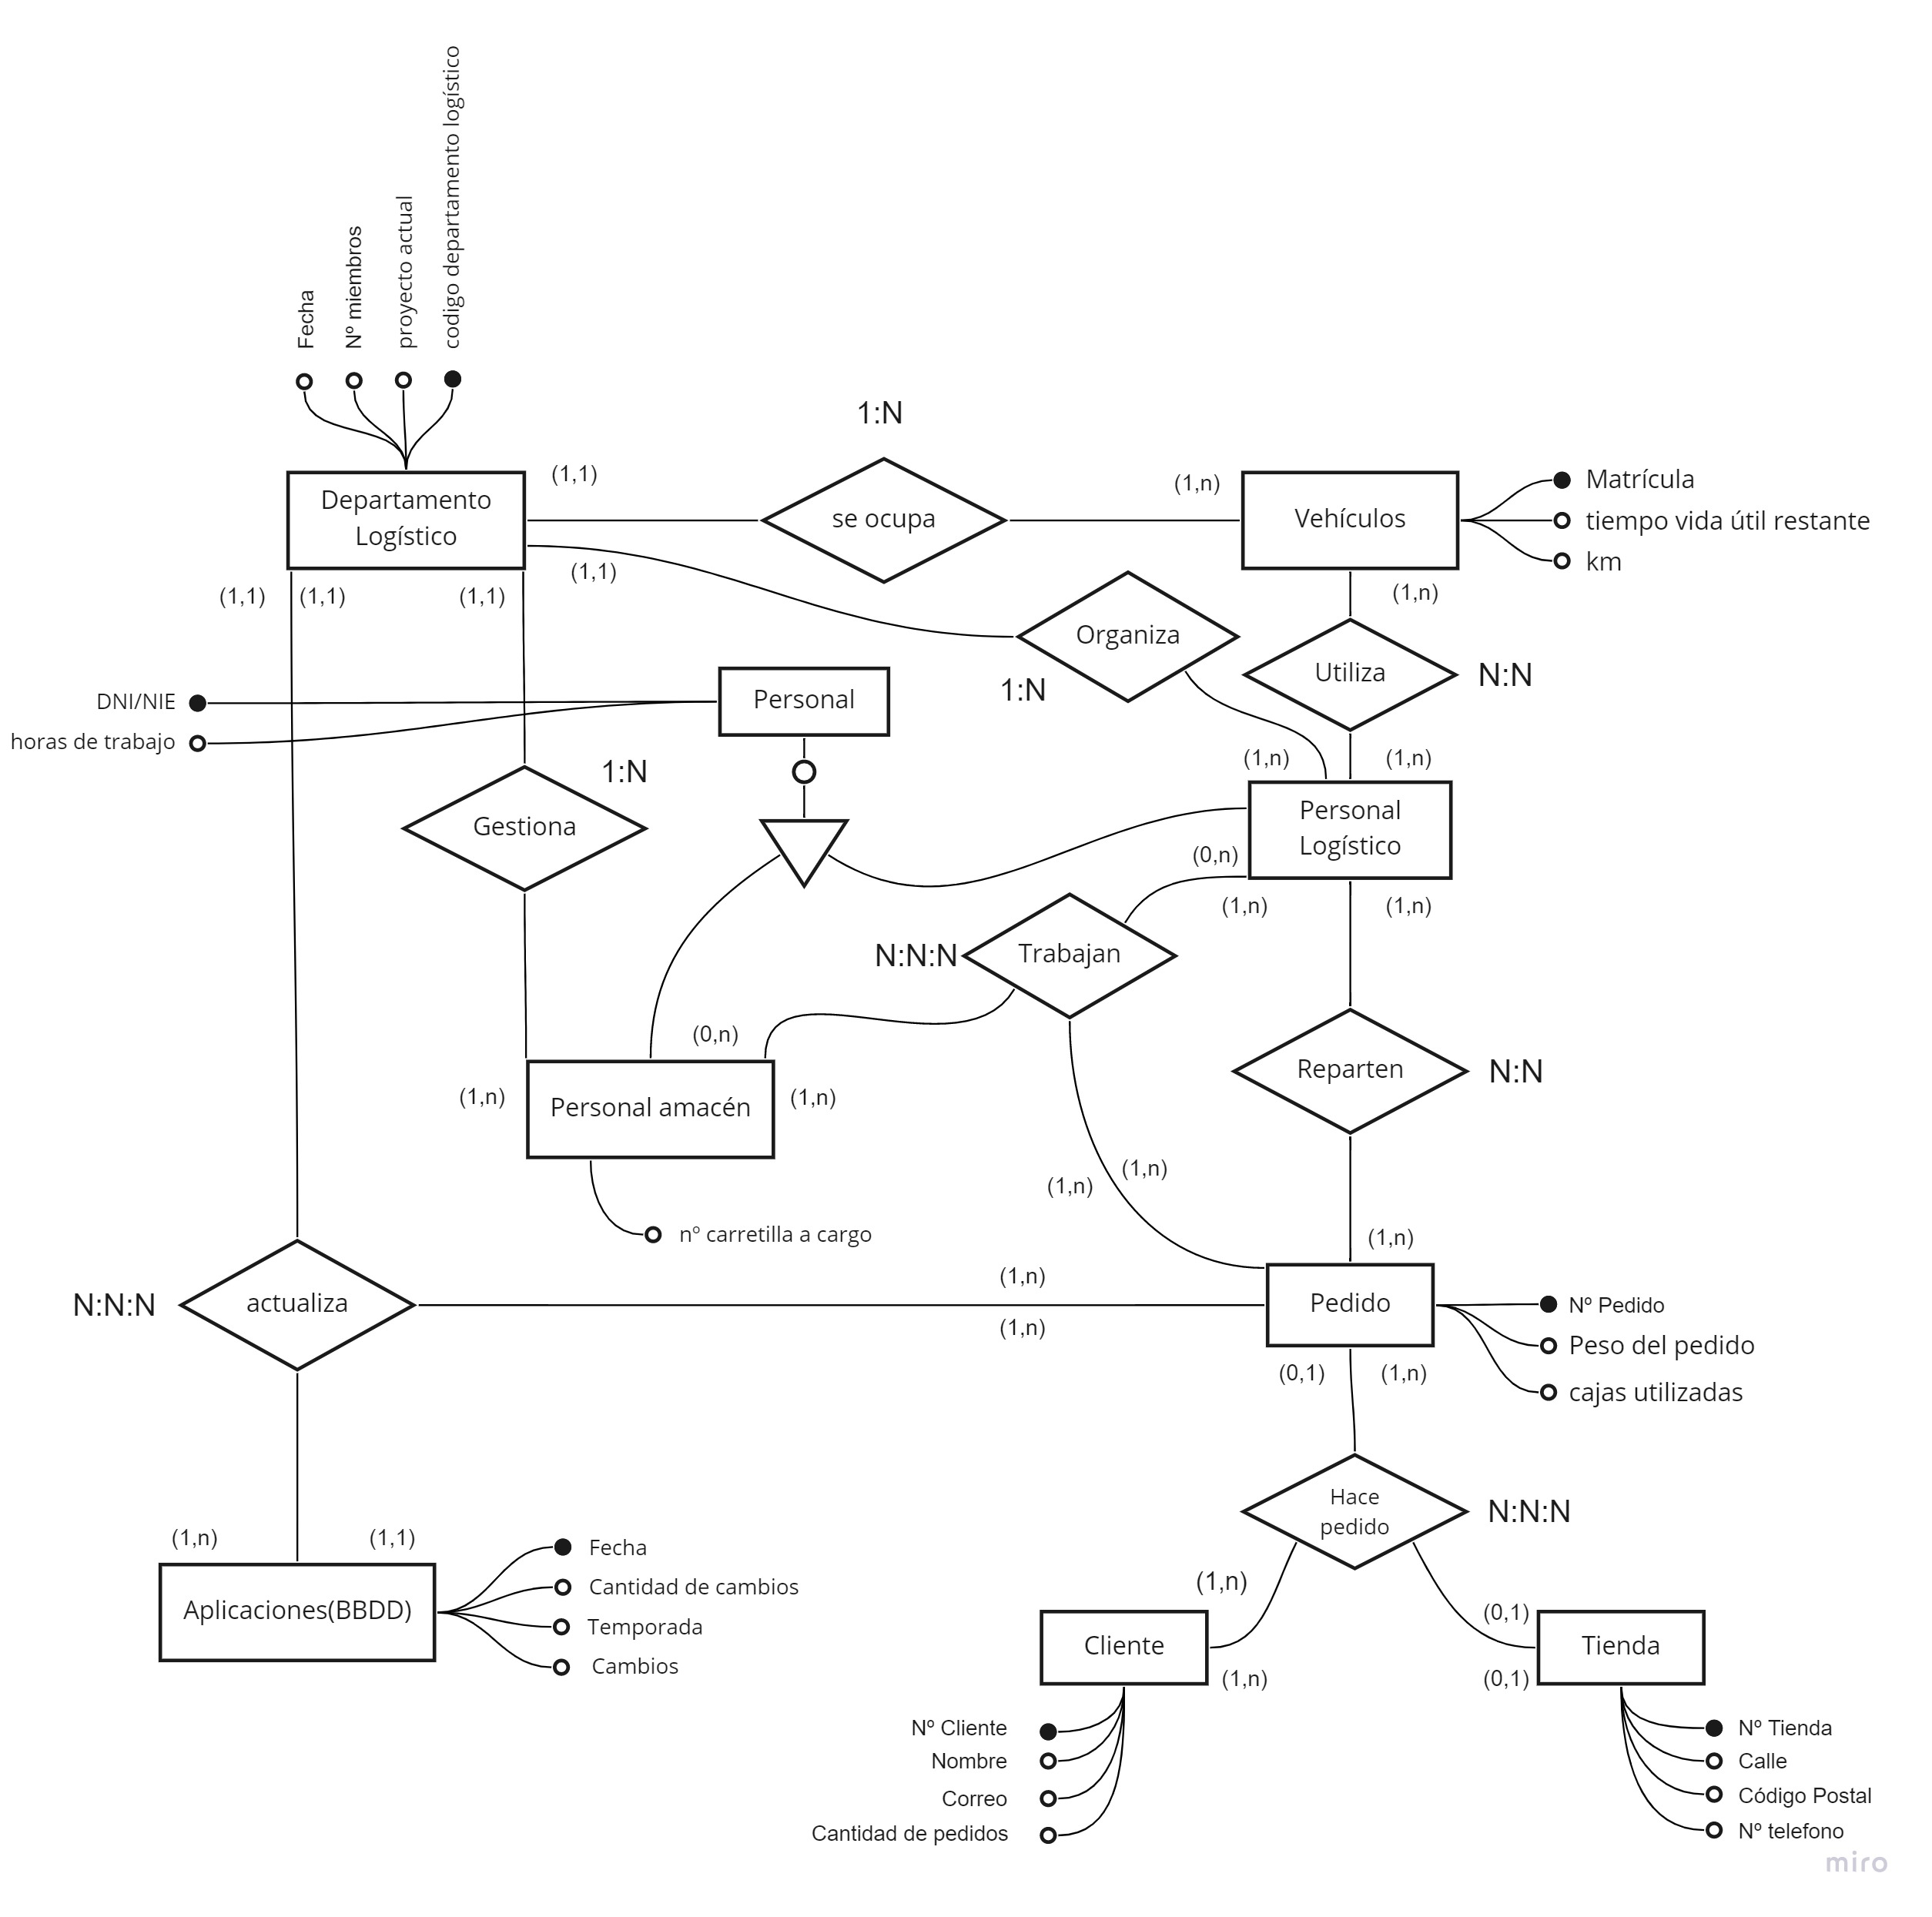 Fecha
Nº miembros
proyecto actual
codigo departamento logístico
1:N
Departamento
Logístico
(1,1)
se ocupa
(1,n)
Vehículos
Matrícula
tiempo vida útil restante
km
(1,1)
(1,1)
(1,1)
(1,1)
(1,n)
Organiza
1:N
Utiliza
N:N
DNI/NIE
horas de trabajo
Personal
(1,n)
(1,n)
1:N
Gestiona
Personal
Logístico
(0,n)
(1,n)
(1,n)
N:N:N
Trabajan
(0,n)
(1,n)
Personal amacén
(1,n)
Reparten
N:N
(1,n)
(1,n)
nº carretilla a cargo
(1,n)
N:N:N
actualiza
(1,n)
(1,n)
Pedido
Nº Pedido
Peso del pedido
cajas utilizadas
(0,1)
(1,n)
Hace
pedido
N:N:N
(1,n)
(1,1)
Aplicaciones(BBDD)
Fecha
Cantidad de cambios
Temporada
Cambios
(1,n)
Cliente
(1,n)
(0,1)
Tienda
(0,1)
Nº Cliente
Nombre
Correo
Cantidad de pedidos
Nº Tienda
Calle
Código Postal
Nº telefono
miro